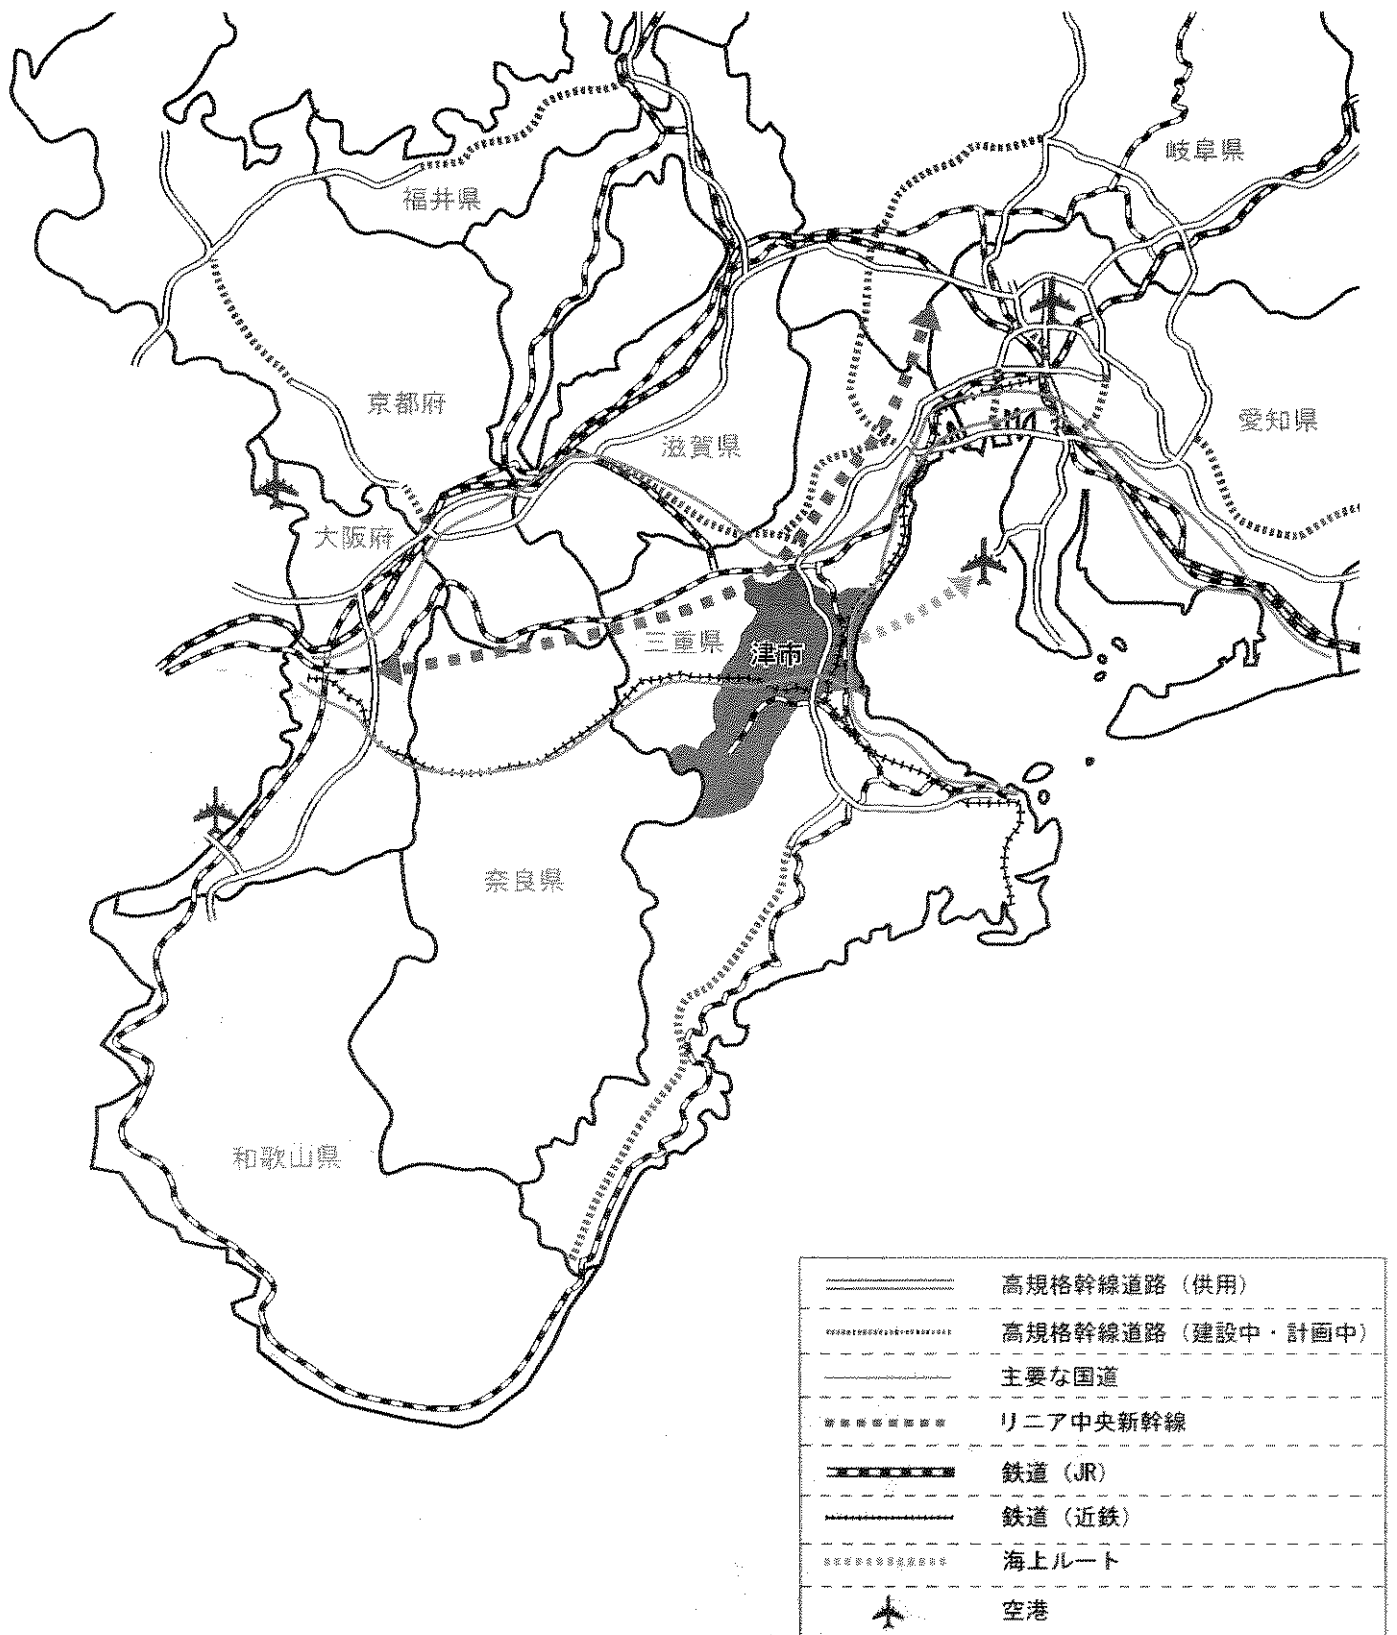 岐阜県
福井県
京都府
滋賀県
愛知県
大阪府
三重県
津市
奈良県
和歌山県
高規格幹線道路（供用）
高規格幹線道路（建設中・計画中）
主要な国道
リニア中央新幹線
鉄道（JR）
鉄道（近鉄）
海上ルート
空港